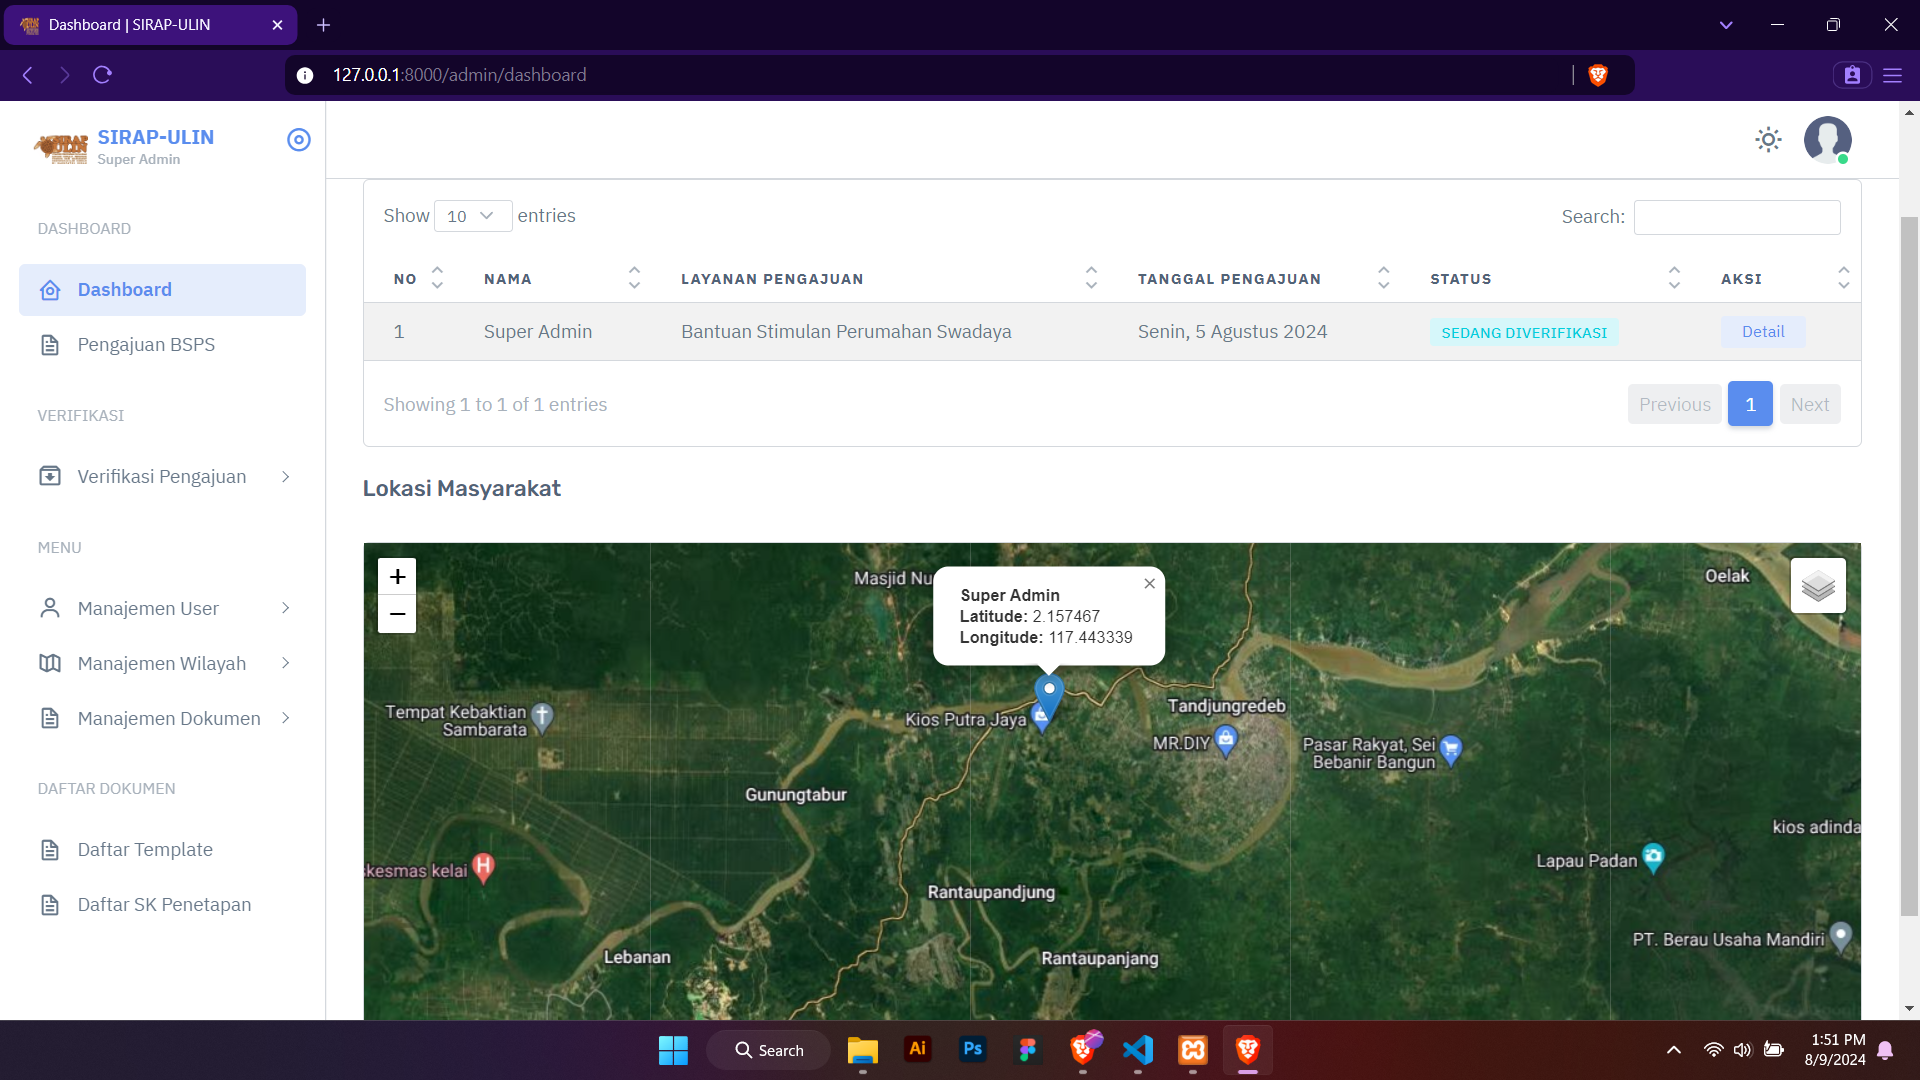 Dashboard | SIRAP-ULIN
127.0.0.1:8000/admin/dashboard
SIRAP-ULIN
Super Admin
DASHBOARD
Dashboard
Pengajuan BSPS
VERIFIKASI
Verifikasi Pengajuan
MENU
Manajemen User
Manajemen Wilayah
Manajemen Dokumen
DAFTAR DOKUMEN
Daftar Template
Daftar SK Penetapan
Show 10 entries
Search:
NO NAMA LAYANAN PENGAJUAN TANGGAL PENGAJUAN STATUS AKSI
1 Super Admin Bantuan Stimulan Perumahan Swadaya Senin, 5 Agustus 2024 SEDANG DIVERIFIKASI Detail
Showing 1 to 1 of 1 entries
Previous 1 Next
Lokasi Masyarakat
+
−
Masjid Nu
Super Admin
Latitude: 2.157467
Longitude: 117.443339
Oelak
Tempat Kebaktian
Sambarata
Kios Putra Jaya
Tandjungredeb
MR.DIY
Pasar Rakyat, Sei
Bebanir Bangun
Gunungtabur
kios adinda
skesmas kelai
H
Lapau Padan
Rantaupandjung
PT. Berau Usaha Mandiri
Lebanan
Rantaupanjang
Search
Ai
Ps
1:51 PM
8/9/2024